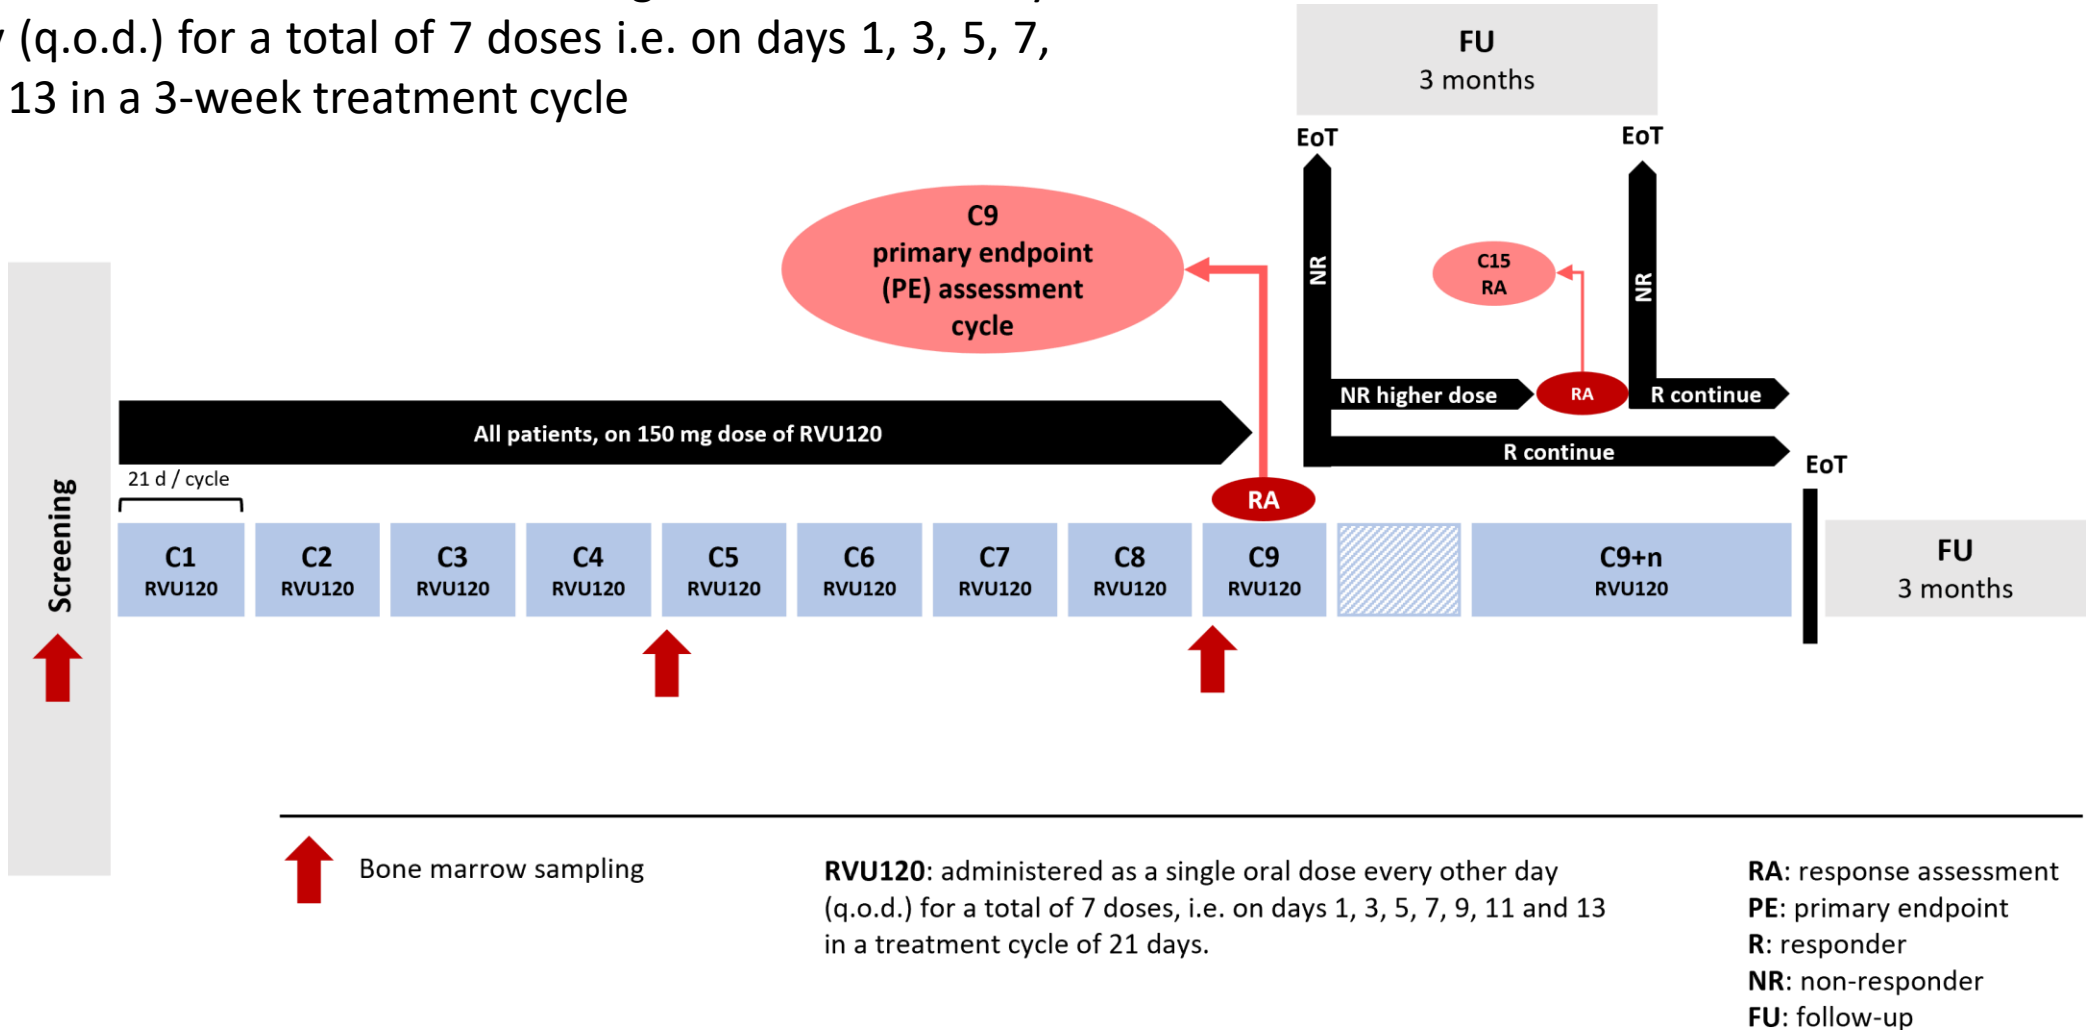 (q.o.d.) for a total of 7 doses i.e. on days 1, 3, 5, 7,
13 in a 3-week treatment cycle
FU
3 months
EoT
EoT
C9
primary endpoint
(PE) assessment
cycle
NR
C15
RA
NR
NR higher dose
RA
R continue
All patients, on 150 mg dose of RVU120
R continue
EoT
21 d / cycle
RA
Screening
C1
RVU120
C2
RVU120
C3
RVU120
C4
RVU120
C5
RVU120
C6
RVU120
C7
RVU120
C8
RVU120
C9
RVU120
C9+n
RVU120
FU
3 months
Bone marrow sampling
RVU120: administered as a single oral dose every other day
(q.o.d.) for a total of 7 doses, i.e. on days 1, 3, 5, 7, 9, 11 and 13
in a treatment cycle of 21 days.
RA: response assessment
PE: primary endpoint
R: responder
NR: non-responder
FU: follow-up